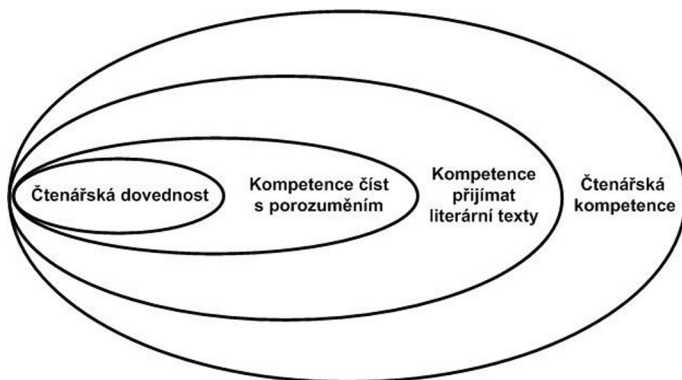 Čtenářská dovednost
Kompetence číst
s porozuměním
Kompetence
přijímat
literární texty
Čtenářská
kompetence